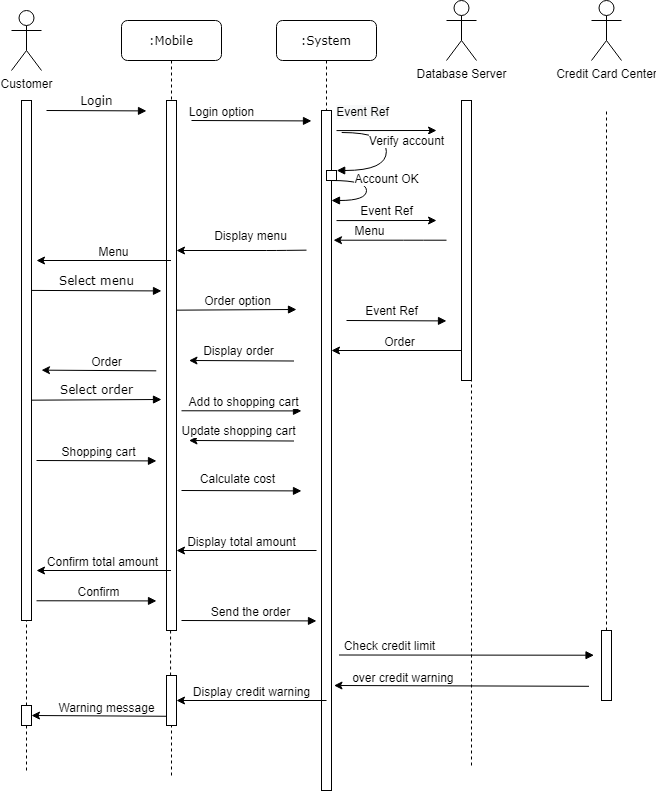 :Mobile
:System
Customer
Database Server
Credit Card Center
Login
Login option
Event Ref
Verify account
Account OK
Event Ref
Menu
Display menu
Menu
Select menu
Order option
Event Ref
Order
Display order
Order
Select order
Add to shopping cart
Update shopping cart
Shopping cart
Calculate cost
Display total amount
Confirm total amount
Confirm
Send the order
Check credit limit
over credit warning
Display credit warning
Warning message